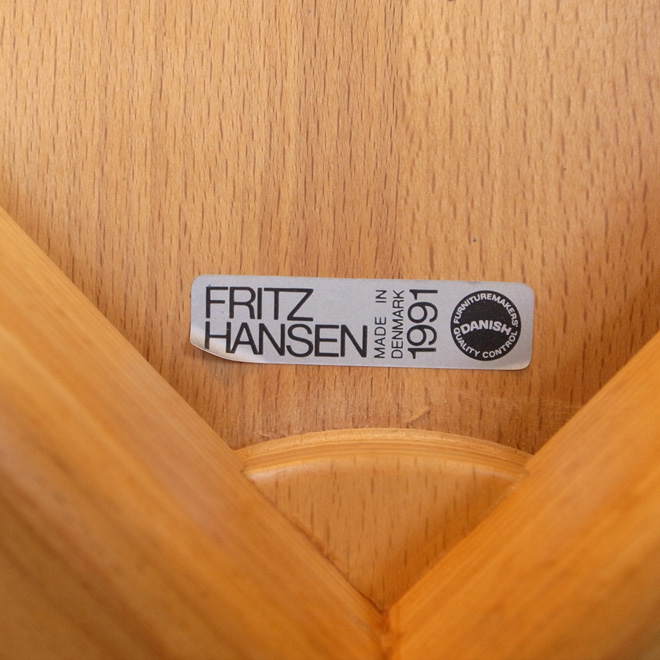 FRITZ
HANSEN
MADE IN
DENMARK
1991
FURNITUREMAKERS'
DANISH
QUALITY CONTROL